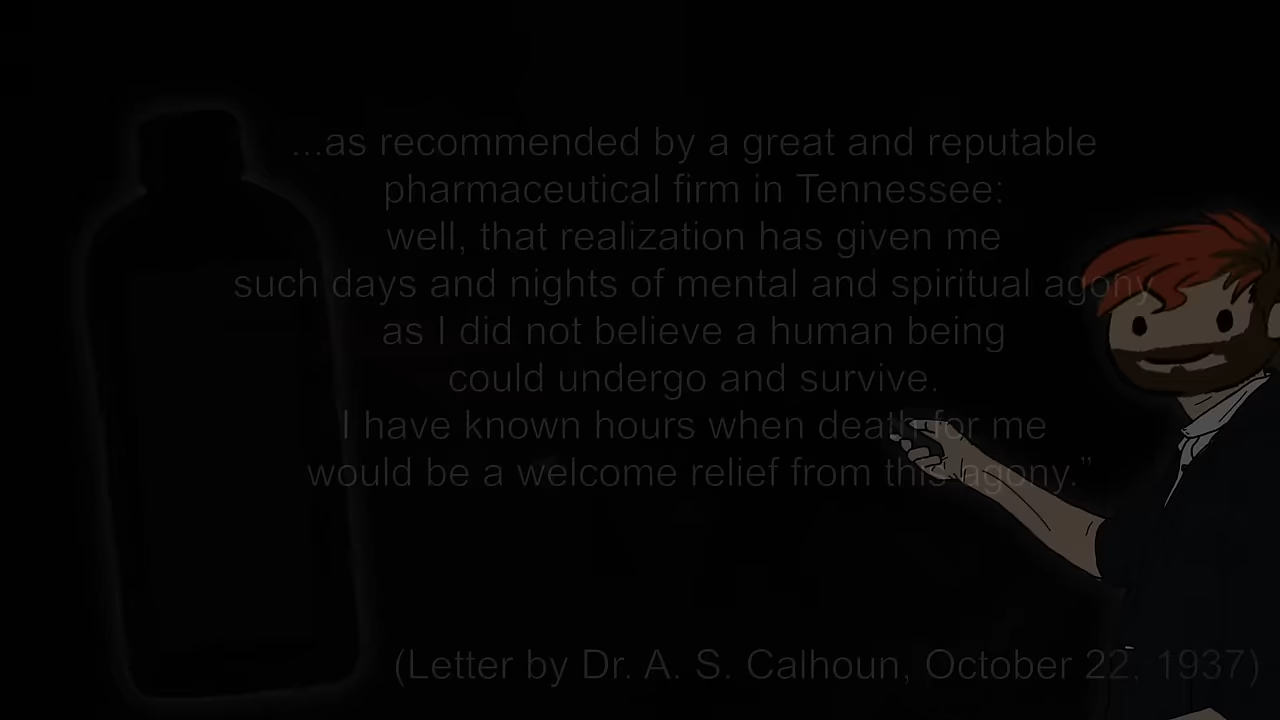 ...as recommended by a great and reputable
pharmaceutical firm in Tennessee:
well, that realization has given me
such days and nights of mental and spiritual agony
as I did not believe a human being
could undergo and survive.
I have known hours when death for me
would be a welcome relief from this agony.”
(Letter by Dr. A. S. Calhoun, October 22, 1937)